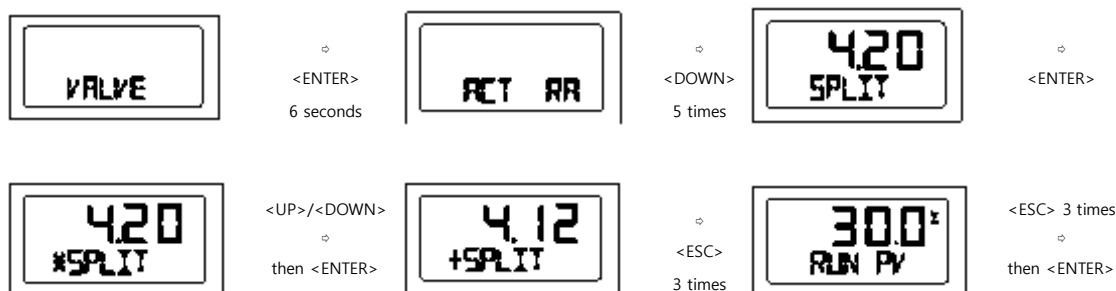 VALVE
⇨
<ENTER>
6 seconds
ACT RA
⇨
<DOWN>
5 times
4.20
SPLIT
⇨
<ENTER>
4.20
*SPLIT
<UP>/<DOWN>
⇨
then <ENTER>
4.12
+SPLIT
⇨
<ESC>
3 times
30.0%
RUN PV
<ESC> 3 times
⇨
then <ENTER>